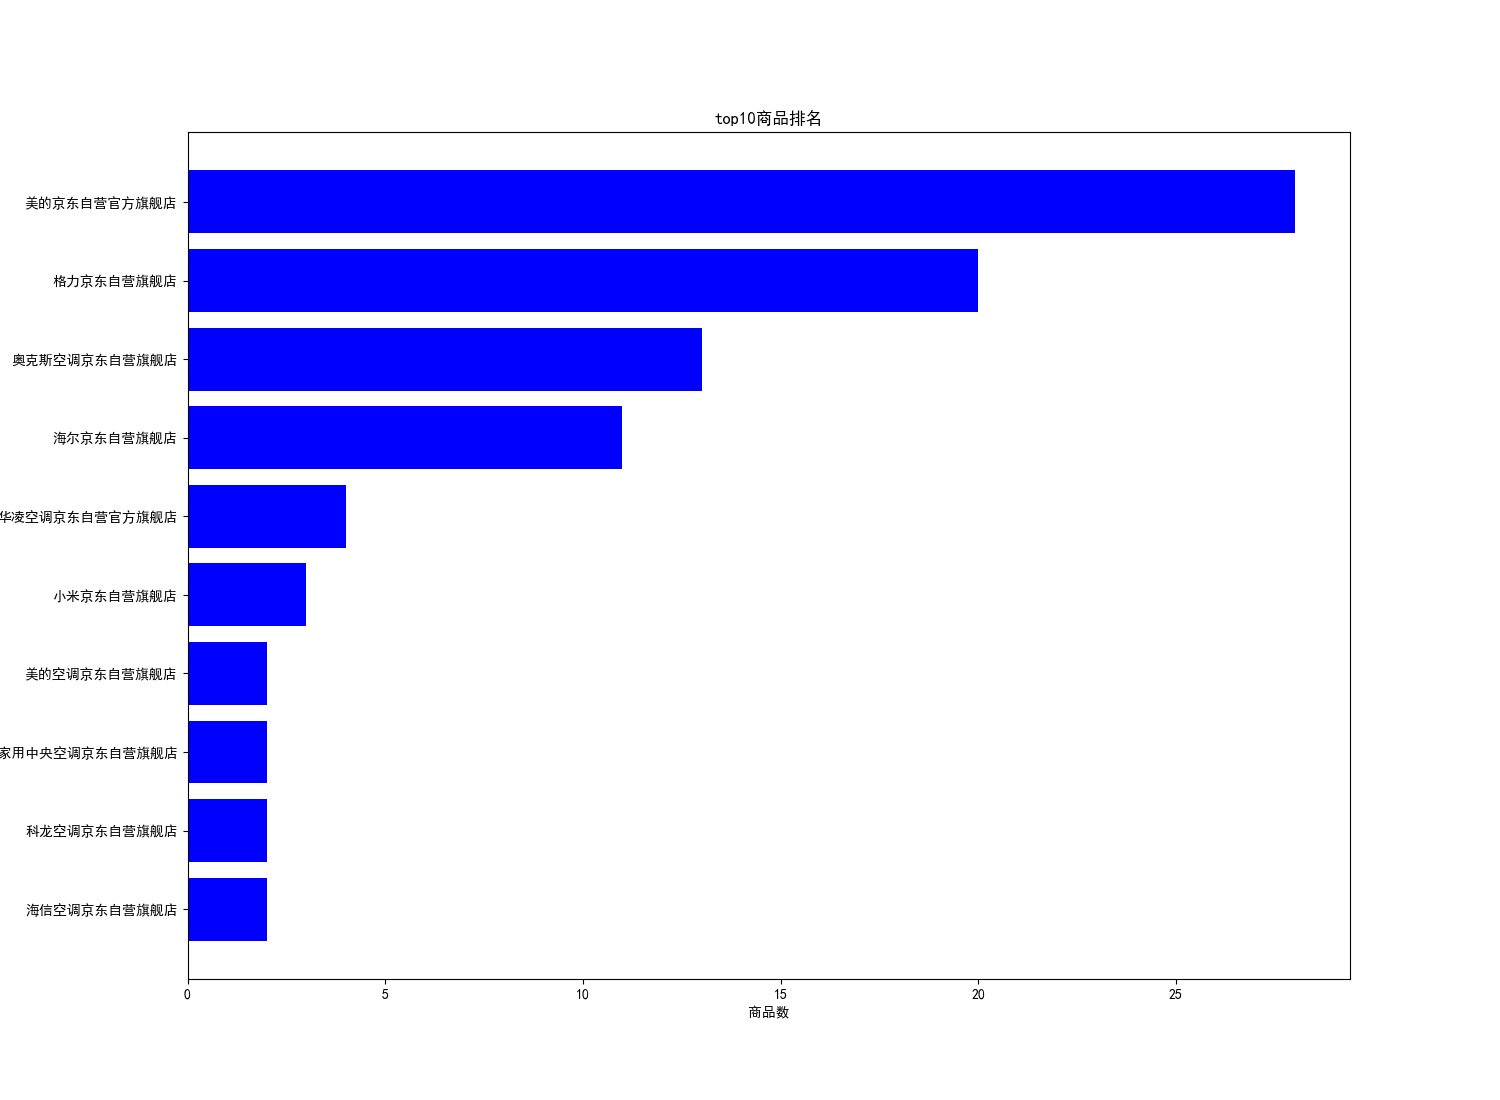 top10商品排名
美的京东自营官方旗舰店
格力京东自营旗舰店
奥克斯空调京东自营旗舰店
海尔京东自营旗舰店
华凌空调京东自营官方旗舰店
小米京东自营旗舰店
美的空调京东自营旗舰店
家用中央空调京东自营旗舰店
科龙空调京东自营旗舰店
海信空调京东自营旗舰店
0 5 10 15 20 25
商品数